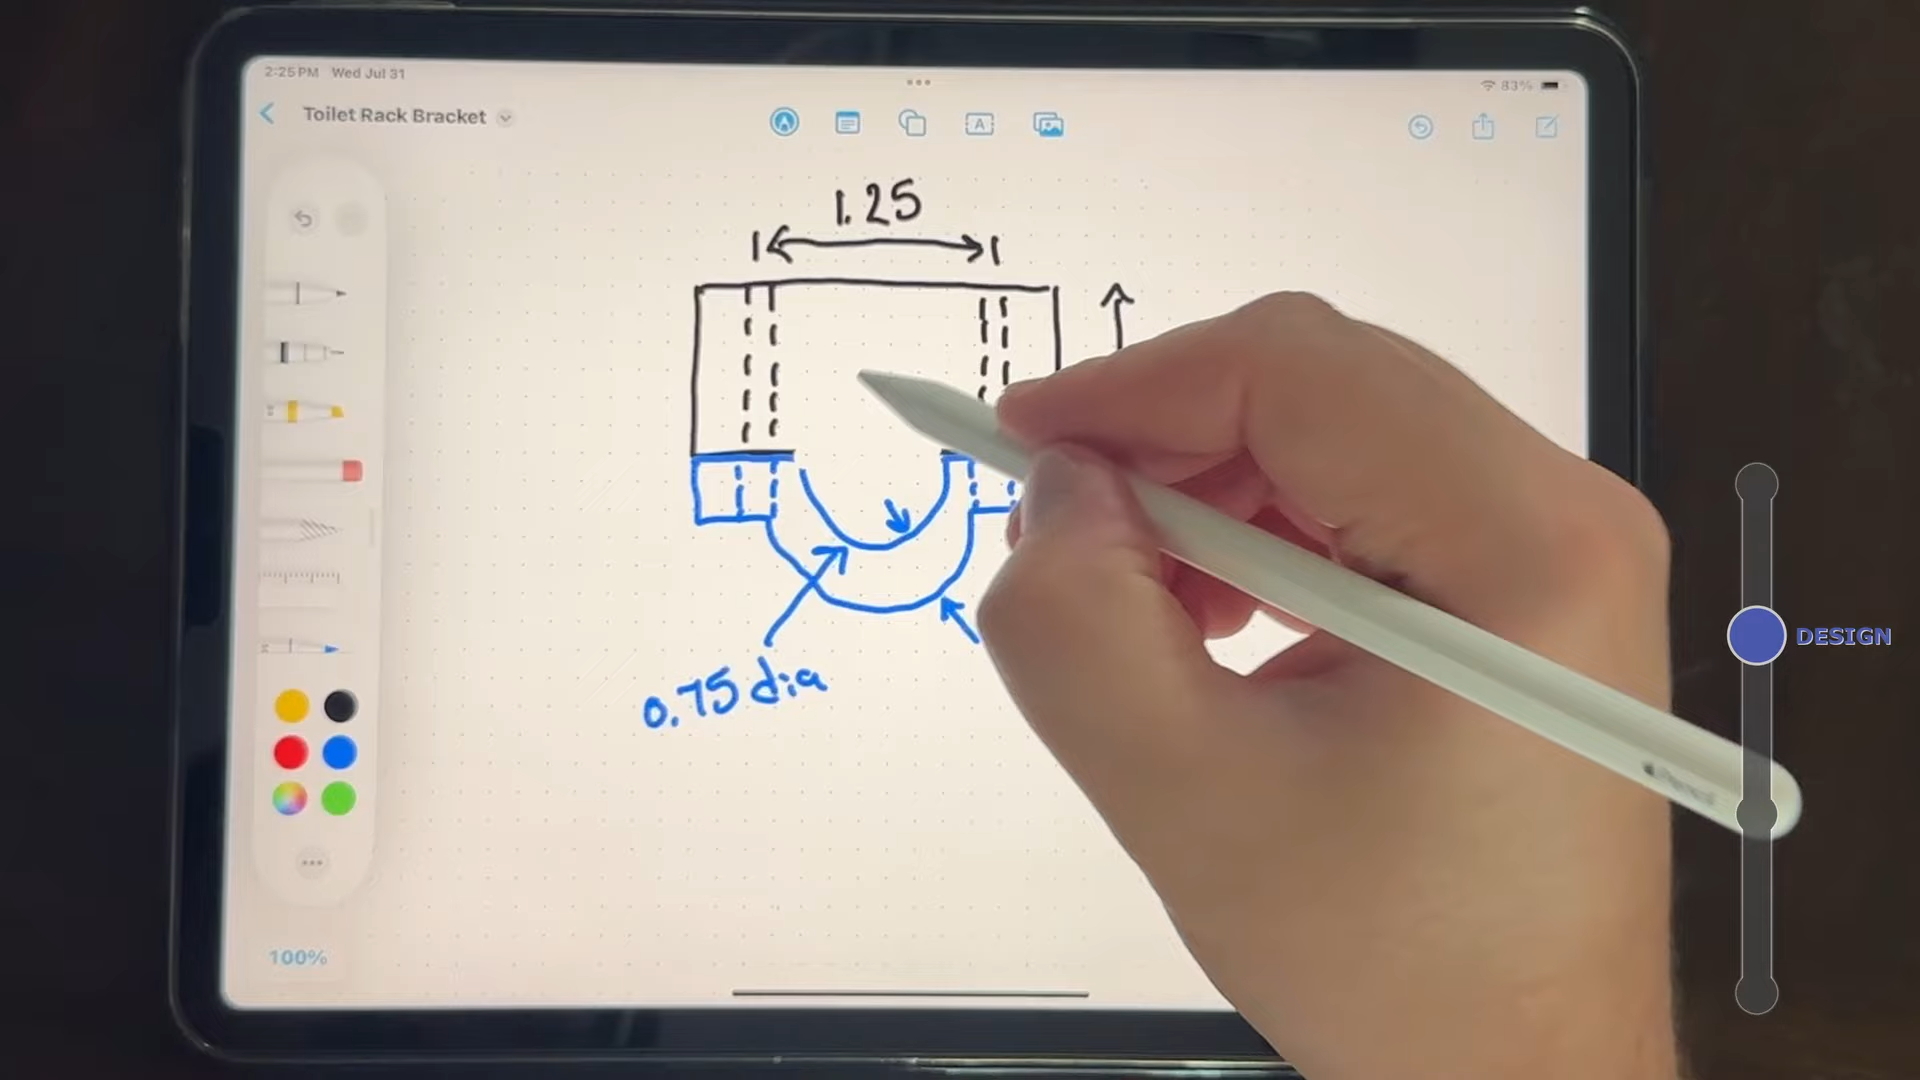 2:25 PM Wed Jul 31
83%
Toilet Rack Bracket
A
1.25
DESIGN
0.75 dia
100%